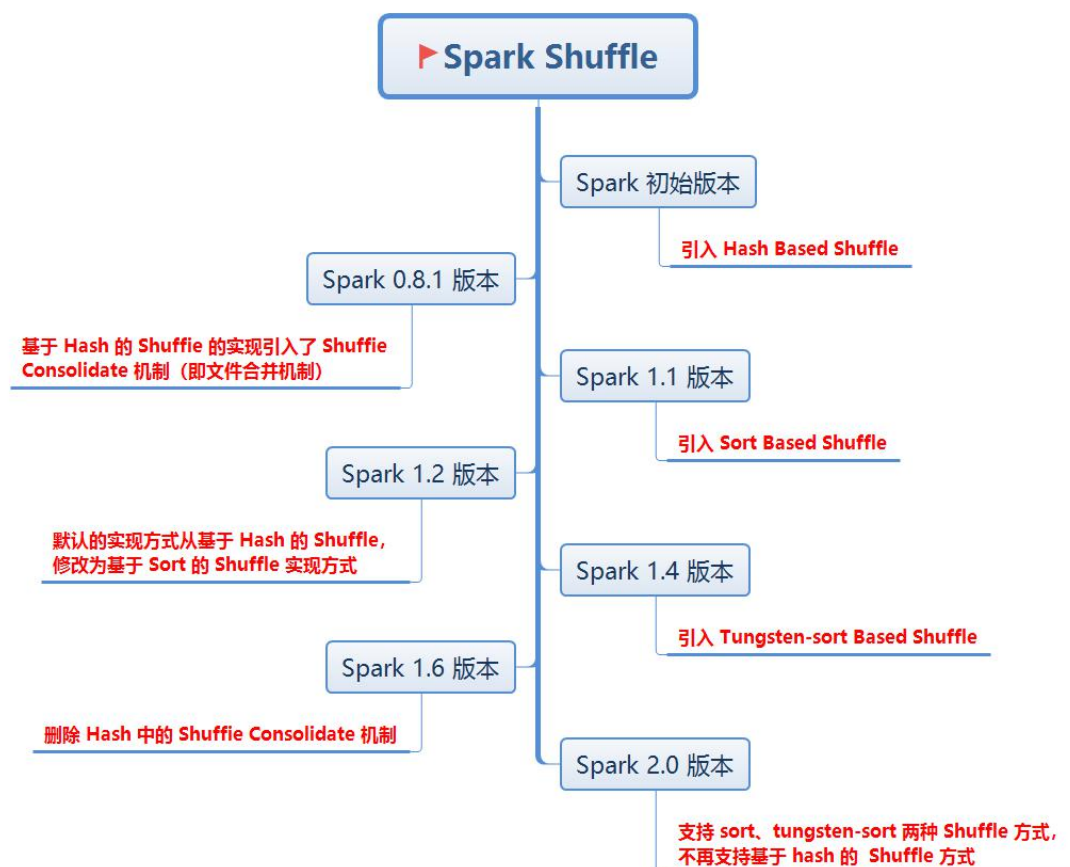 Spark Shuffle
Spark 初始版本
引入 Hash Based Shuffle
Spark 0.8.1 版本
基于 Hash 的 Shuffie 的实现引入了 Shuffie
Consolidate 机制（即文件合并机制）
Spark 1.1 版本
引入 Sort Based Shuffle
Spark 1.2 版本
默认的实现方式从基于 Hash 的 Shuffle，
修改为基于 Sort 的 Shuffle 实现方式
Spark 1.4 版本
引入 Tungsten-sort Based Shuffle
Spark 1.6 版本
删除 Hash 中的 Shuffie Consolidate 机制
Spark 2.0 版本
支持 sort、tungsten-sort 两种 Shuffle 方式，
不再支持基于 hash 的 Shuffle 方式